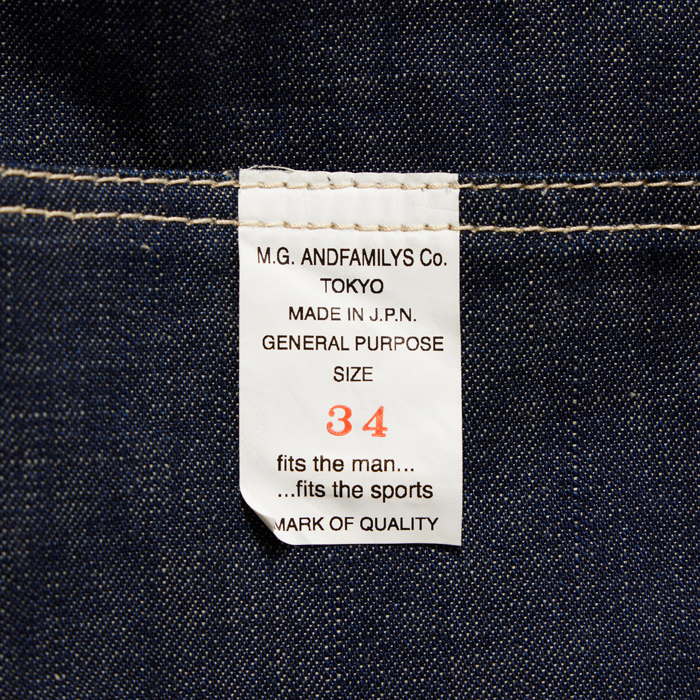 M.G. ANDFAMILYS Co.
TOKYO
MADE IN J.P.N.
GENERAL PURPOSE
SIZE
34
fits the man...
...fits the sports
MARK OF QUALITY